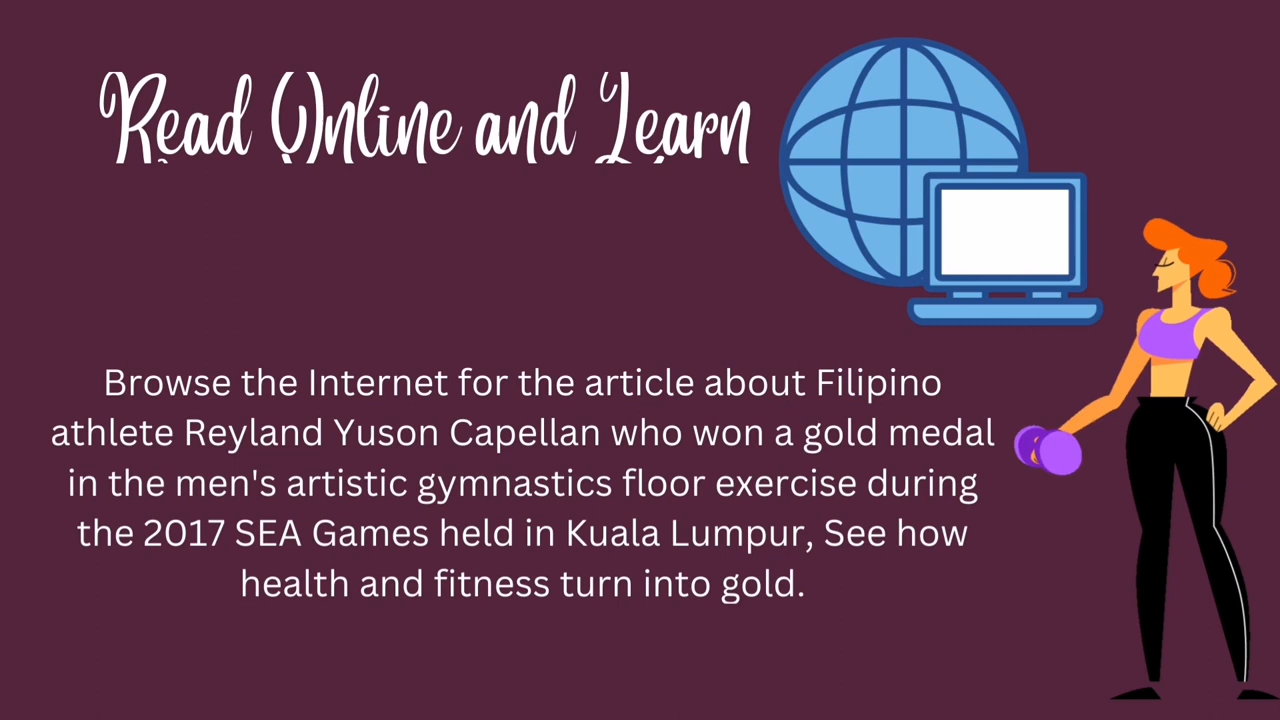 Read Online and Learn
Browse the Internet for the article about Filipino
athlete Reyland Yuson Capellan who won a gold medal
in the men's artistic gymnastics floor exercise during
the 2017 SEA Games held in Kuala Lumpur, See how
health and fitness turn into gold.